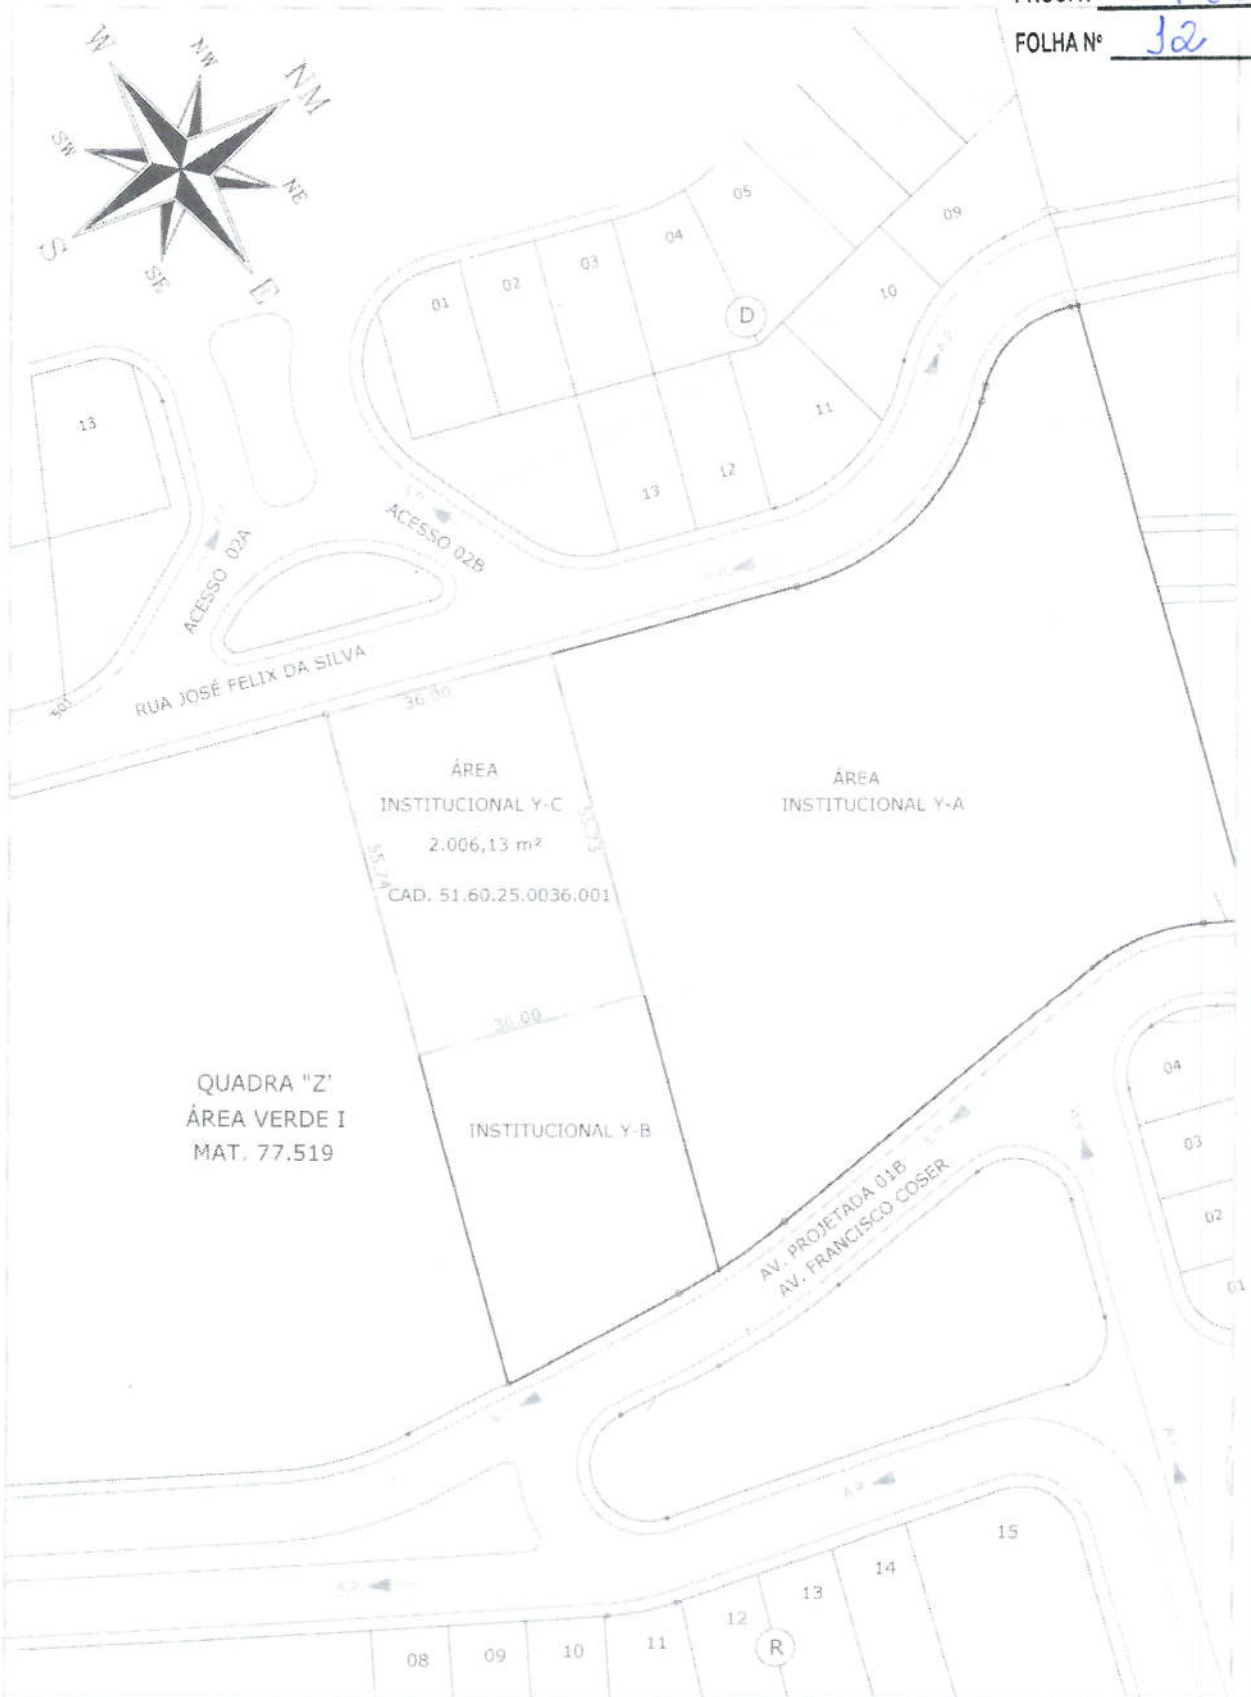 FOLHA Nº 12
W
NW
NM
SW
NE
S
SE
E
05
09
04
03
02
01
10
D
13
11
12
13
ACESSO 02B
ACESSO 02A
RUA JOSÉ FELIX DA SILVA
36.00
ÁREA
INSTITUCIONAL Y-C
2.006,13 m²
CAD. 51.60.25.0036.001
55.74
55.73
ÁREA
INSTITUCIONAL Y-A
36.00
QUADRA "Z'
ÁREA VERDE I
MAT. 77.519
INSTITUCIONAL Y-B
AV. PROJETADA 01B
AV. FRANCISCO COSER
04
03
02
01
A.P.
15
14
13
12
R
11
10
09
08